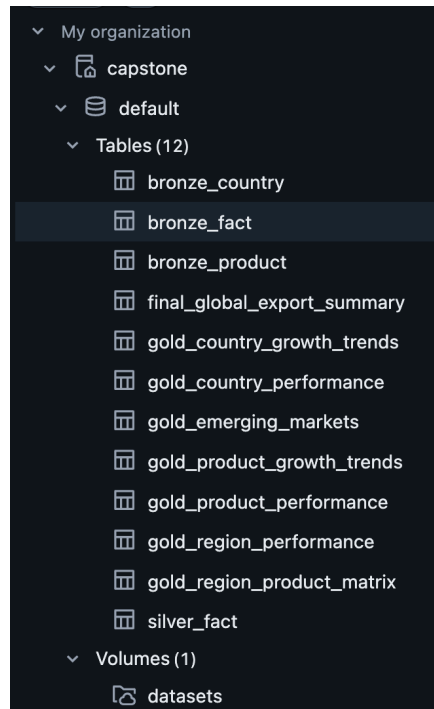 My organization
capstone
default
Tables (12)
bronze_country
bronze_fact
bronze_product
final_global_export_summary
gold_country_growth_trends
gold_country_performance
gold_emerging_markets
gold_product_growth_trends
gold_product_performance
gold_region_performance
gold_region_product_matrix
silver_fact
Volumes (1)
datasets